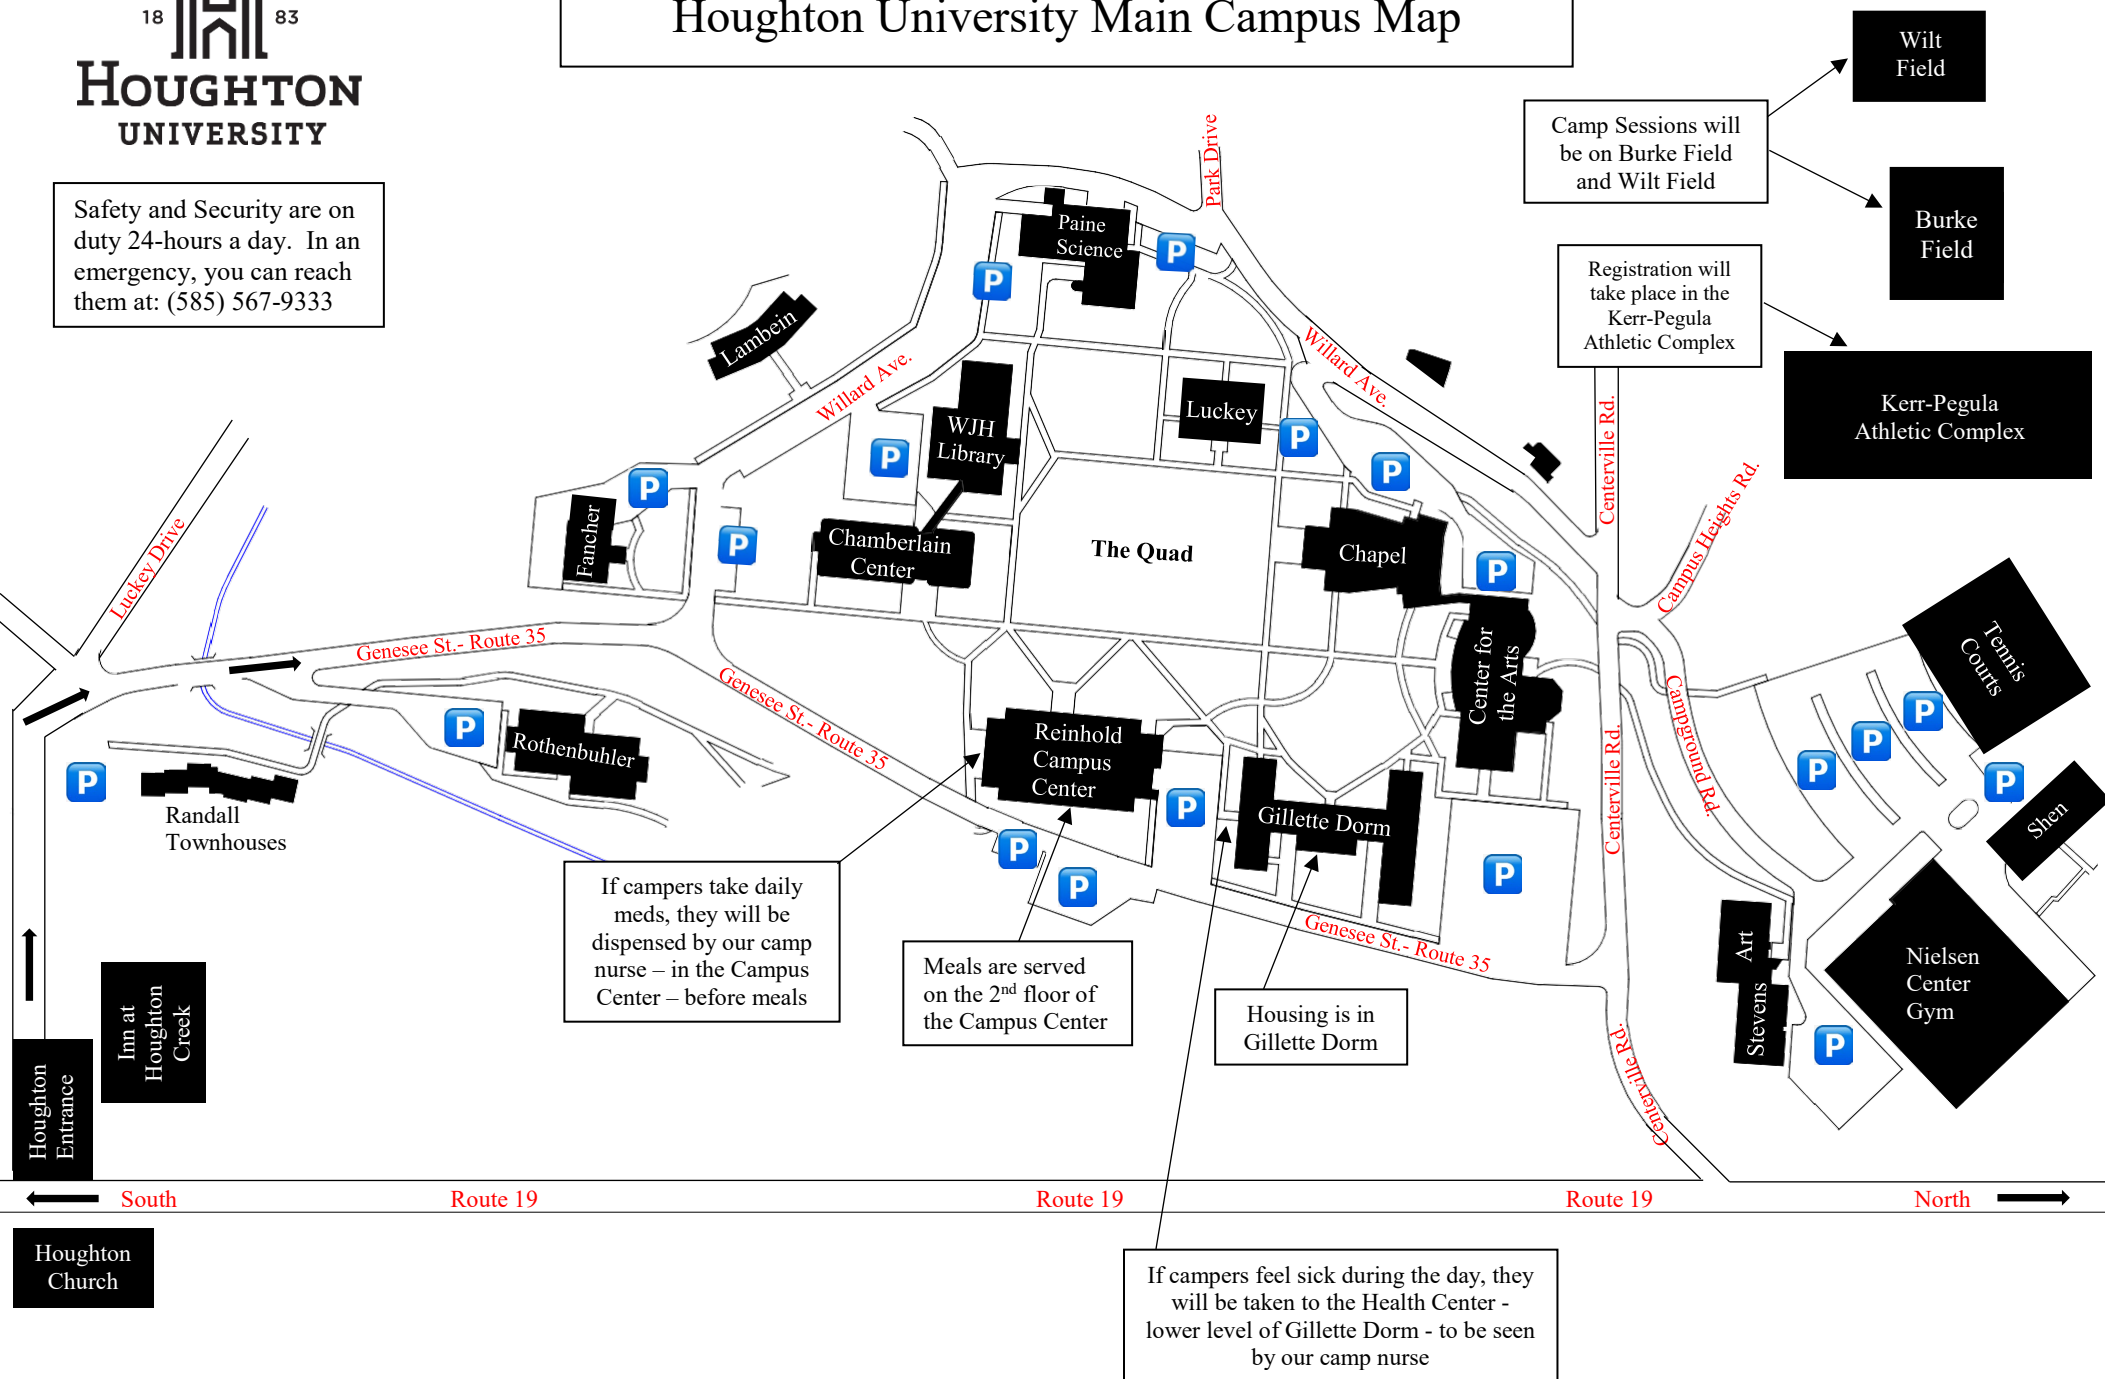 Houghton University Main Campus Map
18 83
HOUGHTON
UNIVERSITY
Safety and Security are on
duty 24-hours a day. In an
emergency, you can reach
them at: (585) 567-9333
Wilt
Field
Camp Sessions will
be on Burke Field
and Wilt Field
Burke
Field
Registration will
take place in the
Kerr-Pegula
Athletic Complex
Kerr-Pegula
Athletic Complex
Park Drive
Paine
Science
P
P
Lambein
Willard Ave.
Willard Ave.
WJH
Library
Luckey
P
P
P
P
Centerville Rd.
Campus Heights Rd.
Luckey Drive
Fancher
P
Chamberlain
Center
The Quad
Chapel
P
Genesee St.- Route 35
Genesee St.- Route 35
Center for
the Arts
Tennis
Courts
Campground Rd.
Centerville Rd.
P
P
P
P
P
Rothenbuhler
P
Randall
Townhouses
Reinhold
Campus
Center
P
Gillette Dorm
P
P
P
Shen
Genesee St.- Route 35
If campers take daily
meds, they will be
dispensed by our camp
nurse – in the Campus
Center – before meals
Meals are served
on the 2nd floor of
the Campus Center
Housing is in
Gillette Dorm
Stevens Art
Nielsen
Center
Gym
P
Centerville Rd.
Inn at
Houghton
Creek
Houghton
Entrance
South
Route 19
Route 19
Route 19
North
Houghton
Church
If campers feel sick during the day, they
will be taken to the Health Center -
lower level of Gillette Dorm - to be seen
by our camp nurse